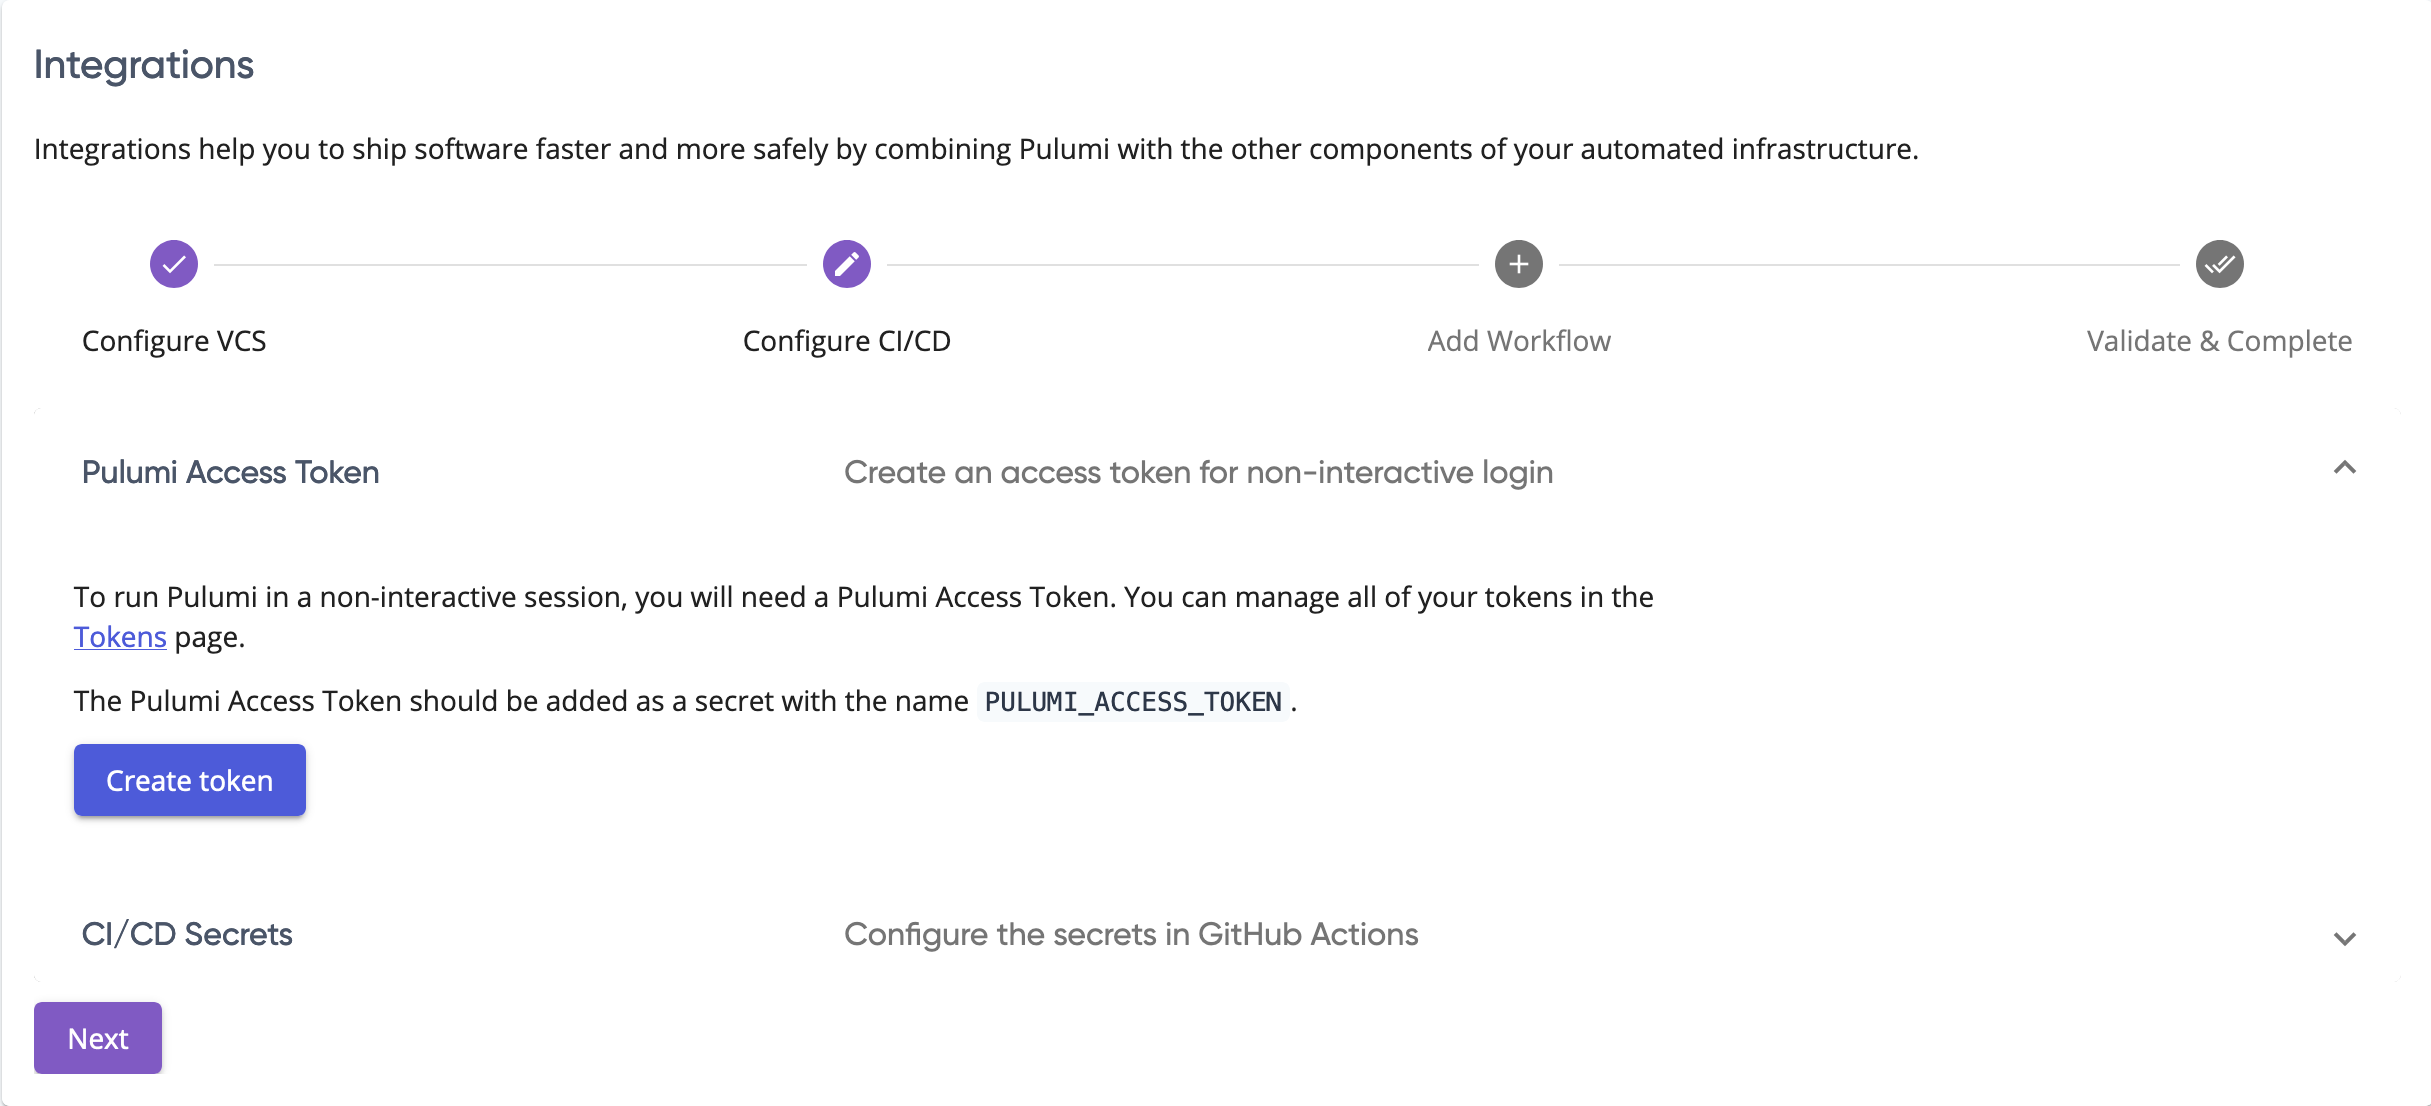 Integrations
Integrations help you to ship software faster and more safely by combining Pulumi with the other components of your automated infrastructure.
Configure VCS
Configure CI/CD
Add Workflow
Validate & Complete
Pulumi Access Token
Create an access token for non-interactive login
To run Pulumi in a non-interactive session, you will need a Pulumi Access Token. You can manage all of your tokens in the
Tokens page.
The Pulumi Access Token should be added as a secret with the name PULUMI_ACCESS_TOKEN.
Create token
CI/CD Secrets
Configure the secrets in GitHub Actions
Next